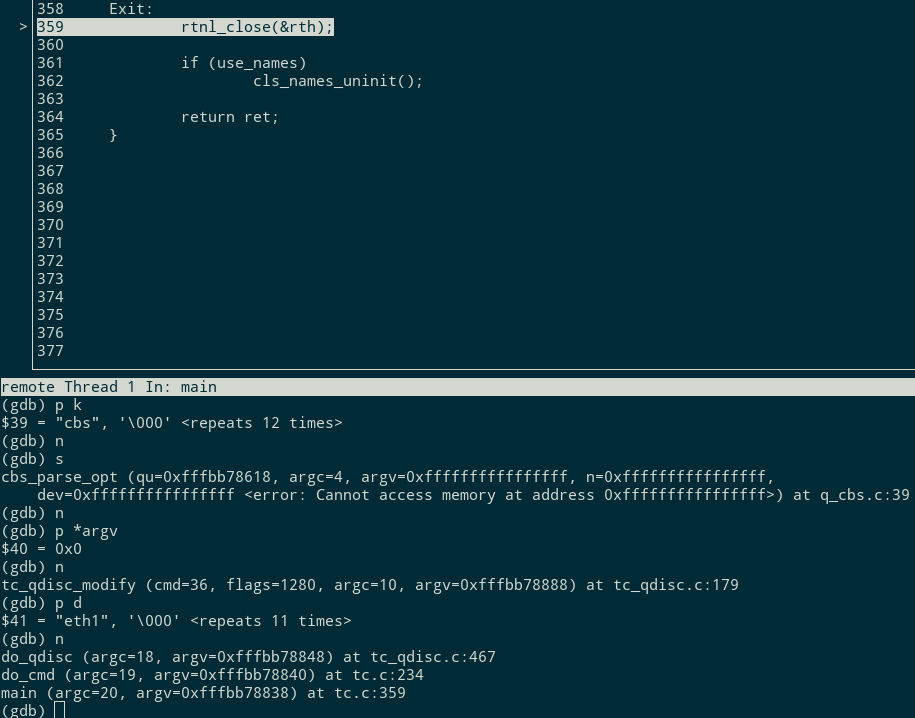 358     Exit:
> 359             rtnl_close(&rth);
360
361             if (use_names)
362                     cls_names_uninit();
363
364             return ret;
365     }
366
367
368
369
370
371
372
373
374
375
376
377
remote Thread 1 In: main
(gdb) p k
$39 = "cbs", '\000' <repeats 12 times>
(gdb) n
(gdb) s
cbs_parse_opt (qu=0xfffbb78618, argc=4, argv=0xffffffffffffffff, n=0xffffffffffffffff,
    dev=0xffffffffffffffff <error: Cannot access memory at address 0xffffffffffffffff>) at q_cbs.c:39
(gdb) n
(gdb) p *argv
$40 = 0x0
(gdb) n
tc_qdisc_modify (cmd=36, flags=1280, argc=10, argv=0xfffbb78888) at tc_qdisc.c:179
(gdb) p d
$41 = "eth1", '\000' <repeats 11 times>
(gdb) n
do_qdisc (argc=18, argv=0xfffbb78848) at tc_qdisc.c:467
do_cmd (argc=19, argv=0xfffbb78840) at tc.c:234
main (argc=20, argv=0xfffbb78838) at tc.c:359
(gdb)